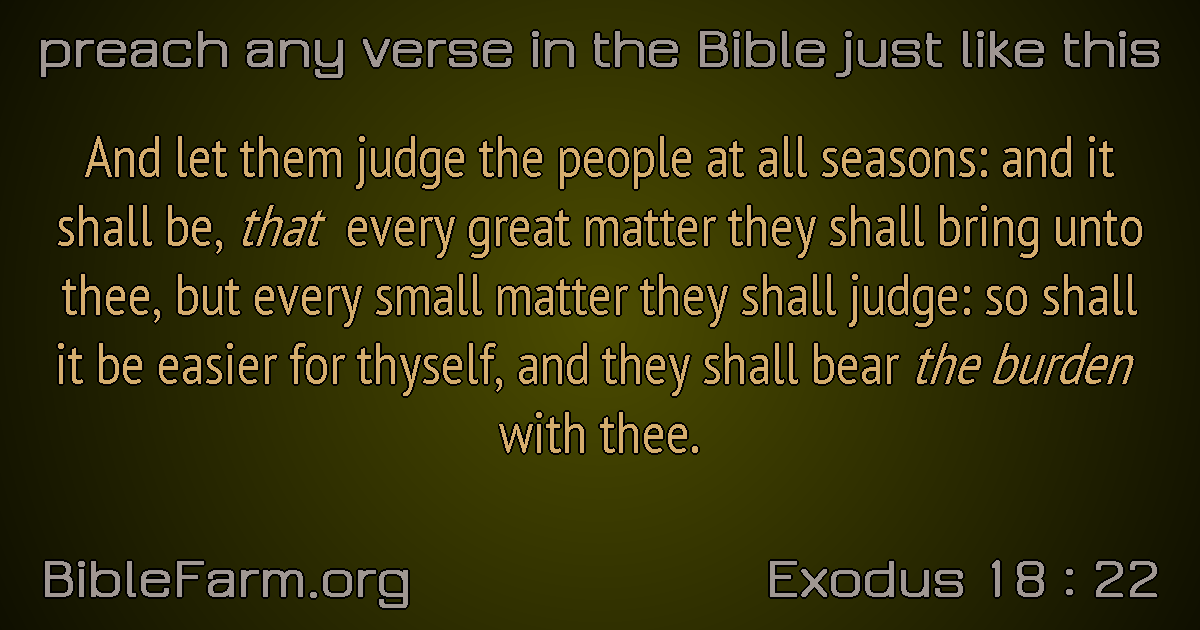 preach any verse in the Bible just like this
And let them judge the people at all seasons: and it
shall be, that every great matter they shall bring unto
thee, but every small matter they shall judge: so shall
it be easier for thyself, and they shall bear the burden
with thee.
BibleFarm.org
Exodus 18 : 22